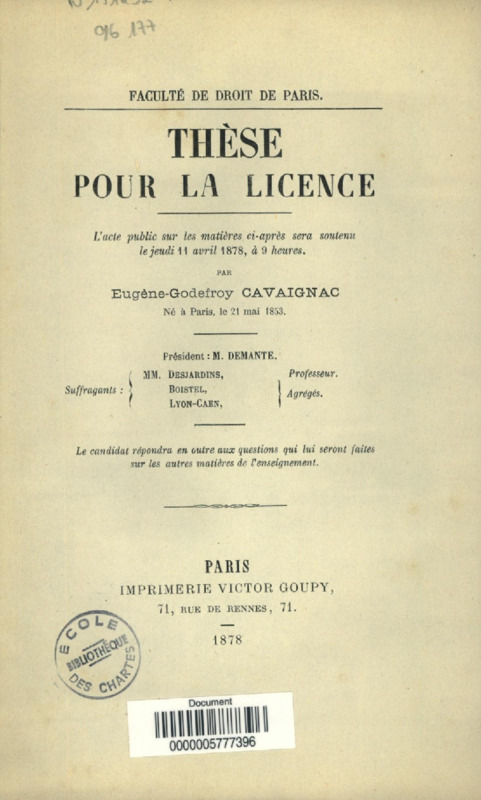 96 177
FACULTÉ DE DROIT DE PARIS.
THÈSE
POUR LA LICENCE
L'acte public sur les matières ci-après sera soutenu
le jeudi 11 avril 1878, à 9 heures.
PAR
Eugène-Godefroy CAVAIGNAC
Né à Paris, le 21 mai 1853.
Président : M. DEMANTE.
Suffragants : MM. DESJARDINS, Professeur.
BOISTEL, Agrégés.
LYON-CAEN,
Le candidat répondra en outre aux questions qui lui seront faites
sur les autres matières de l'enseignement.
PARIS
IMPRIMERIE VICTOR GOUPY,
71, RUE DE RENNES, 71.
1878
ECOLE
BIBLIOTHÈQUE
DES CHARTES
Document
0000005777396